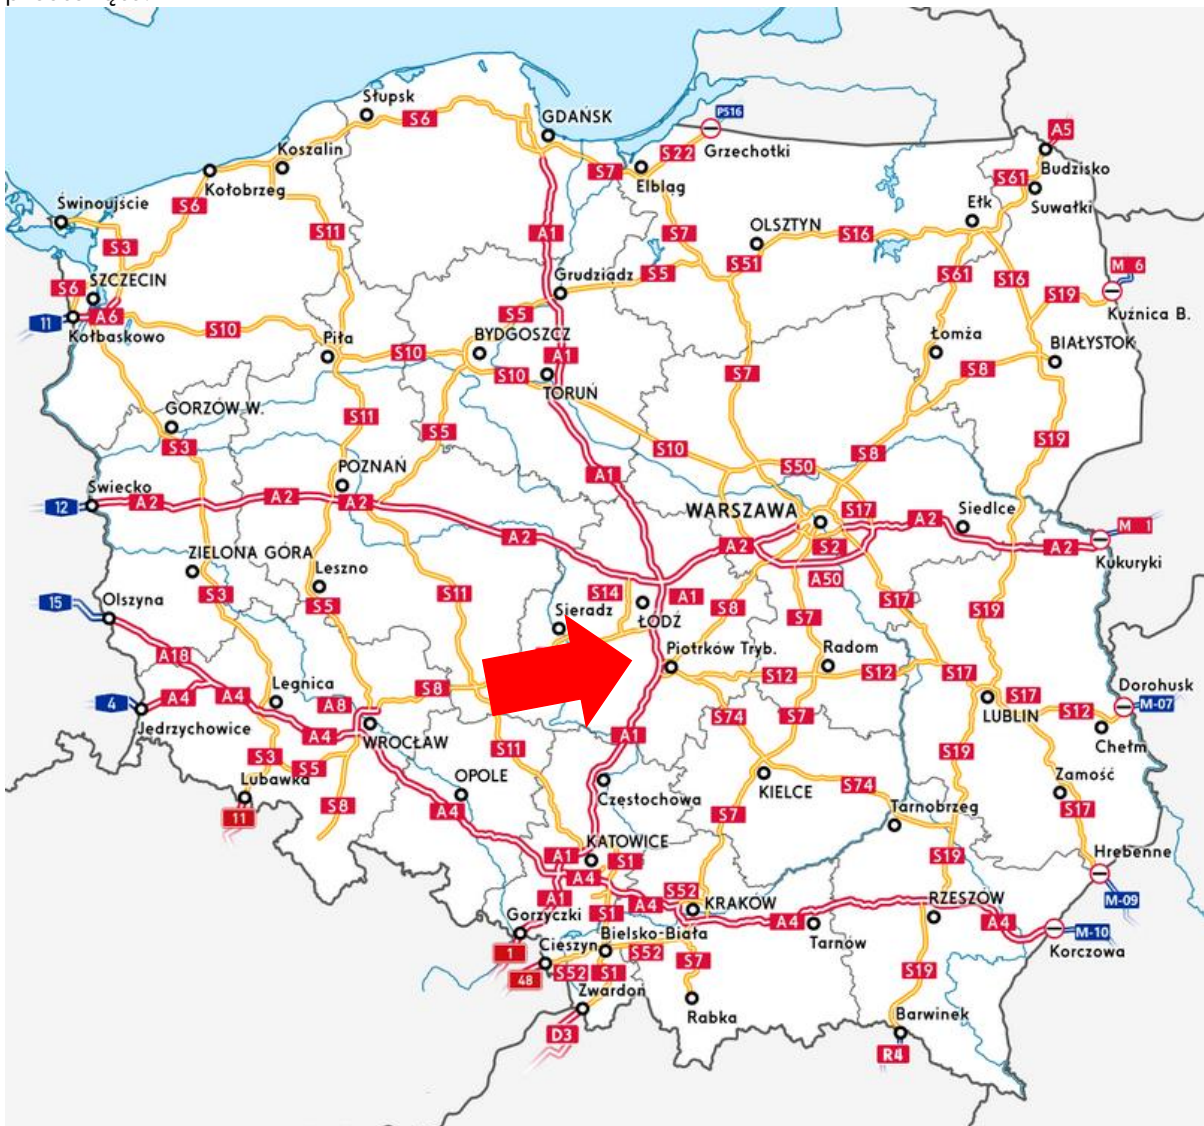 Słupsk
S6
GDAŃSK
P516
Grzechotki
A5
Koszalin
S22
Budzisko
Kołobrzeg
S7
Elbląg
S61
Świnoujście
S6
Ełk
Suwałki
S3
S11
A1
S7
OLSZTYN
S16
SZCZECIN
S6
Grudziądz
S5
S51
S61
S16
M 6
11
A6
S5
S19
Kołbaskowo
S10
Piła
BYDGOSZCZ
Łomża
Kuźnica B.
S10
A1
BIAŁYSTOK
S10
S7
S8
TORUŃ
GORZÓW W.
S11
S5
S3
S10
S19
POZNAŃ
A1
S50
S8
Świecko
12
A2
A2
A2
WARSZAWA
S17
Siedlce
A2
M 1
A2
A2
S2
A2
Kukuryki
ZIELONA GÓRA
Leszno
A50
S3
S11
S14
A1
15
Olszyna
S5
Sieradz
S8
S7
S17
S19
ŁÓDŹ
A18
Piotrków Tryb.
Radom
S12
S12
S17
Dorohusk
4
A4
A4
Legnica
S8
S17
M-07
Jedrzychowice
A8
LUBLIN
S12
A4
WROCŁAW
S74
S7
Chełm
S3
S11
A1
S19
S5
Lubawka
OPOLE
Częstochowa
KIELCE
S74
Zamość
11
S8
A4
S7
Tarnobrzeg
S17
KATOWICE
Hrebenne
A1
S1
S19
A4
S52
M-09
A1
A4
KRAKÓW
RZESZÓW
Gorzyczki
S1
A4
A4
M-10
1
Cieszyn
Bielsko-Biała
Tarnów
Korczowa
48
S52
S1
S52
S7
S19
Zwardoń
Rabka
Barwinek
D3
R4